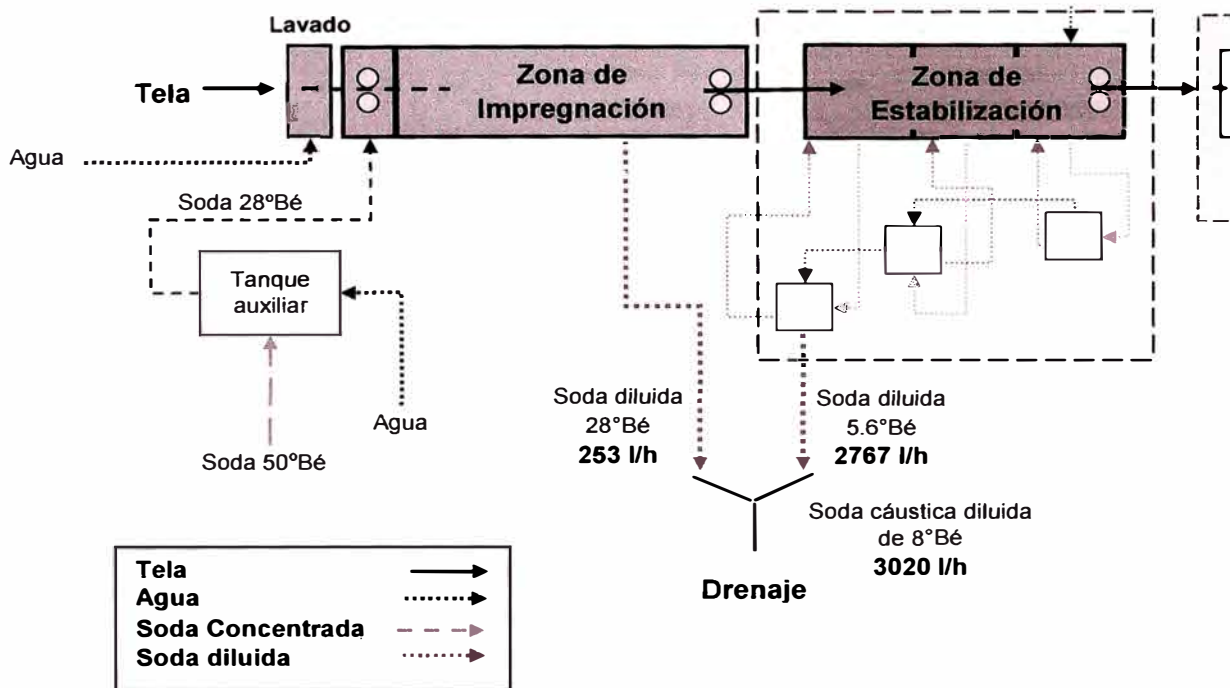 Lavado
Tela
Zona de
Impregnación
Zona de
Estabilización
Agua
Soda 28ºBé
Tanque
auxiliar
Agua
Soda 50ºBé
Soda diluida
28°Bé
253 l/h
Soda diluida
5.6°Bé
2767 l/h
Soda cáustica diluida
de 8°Bé
3020 l/h
Drenaje
Tela
Agua
Soda Concentrada
Soda diluida